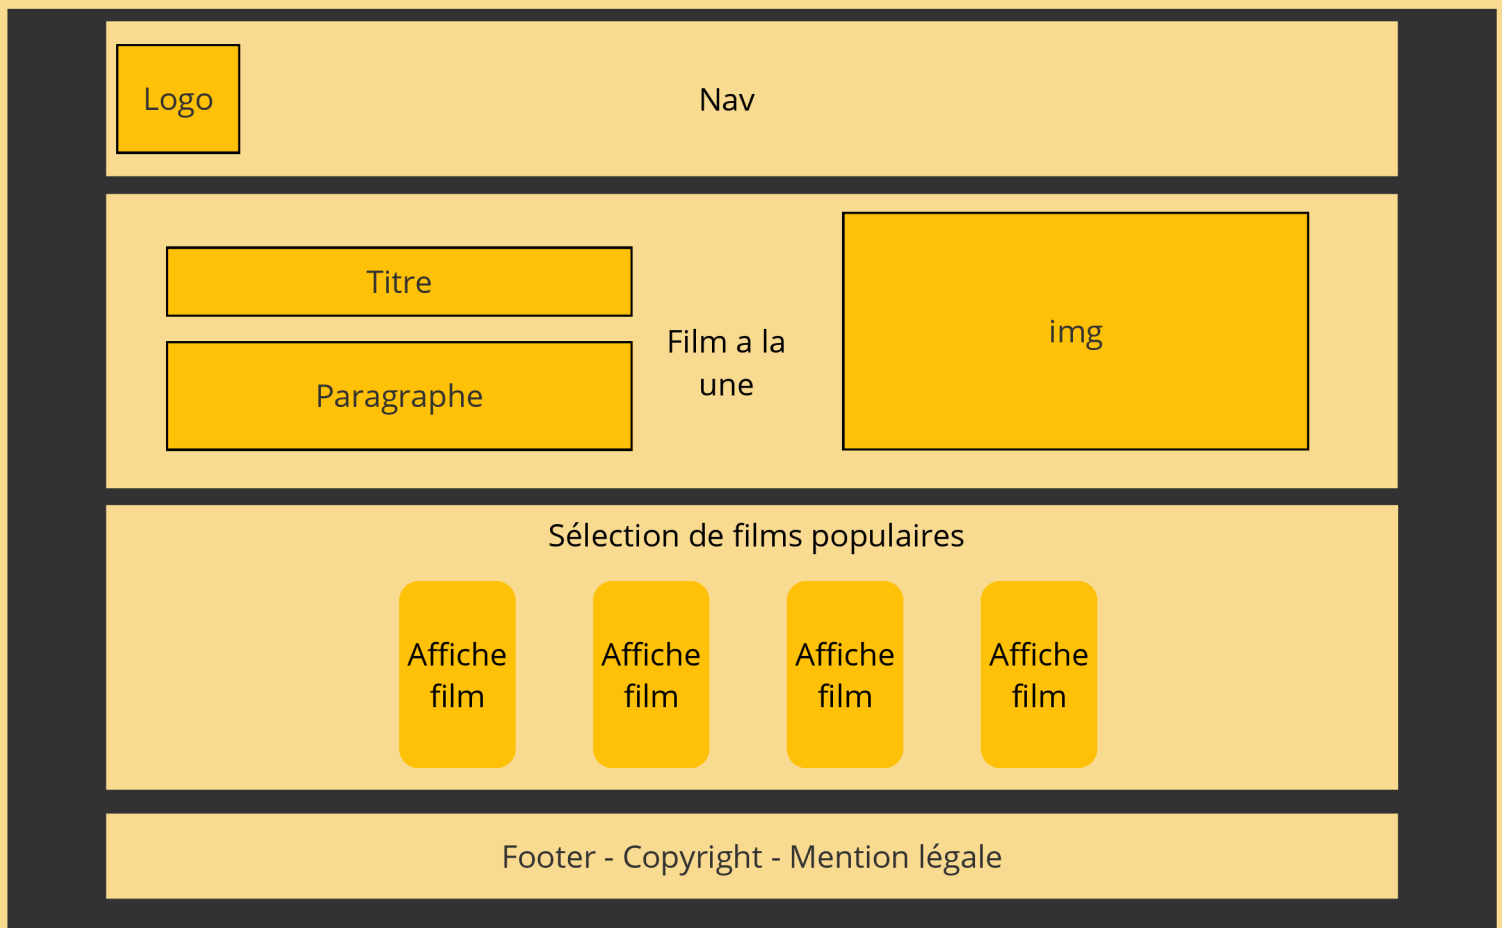 Logo
Nav
Titre
Paragraphe
Film a la
une
img
Sélection de films populaires
Affiche
film
Affiche
film
Affiche
film
Affiche
film
Footer - Copyright - Mention légale